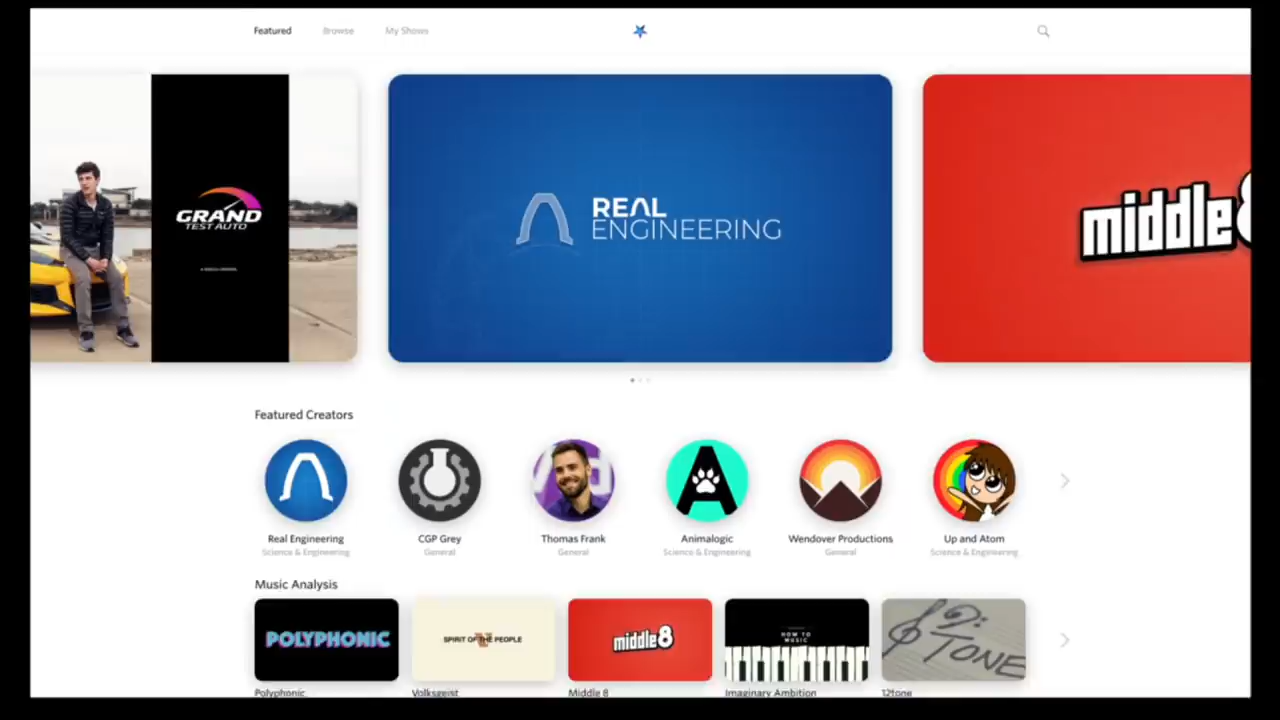 Featured
Browse
My Shows
GRAND
TEST AUTO
REAL
ENGINEERING
middle8
Featured Creators
Real Engineering
Science & Engineering
CGP Grey
General
Thomas Frank
General
Animalogic
Science & Engineering
Wendover Productions
General
Up and Atom
Science & Engineering
Music Analysis
POLYPHONIC
SPIRIT OF THE PEOPLE
middle8
HOW TO
MUSIC
12:
TONE
Polyphonic
Volksgeist
Middle 8
Imaginary Ambition
12tone